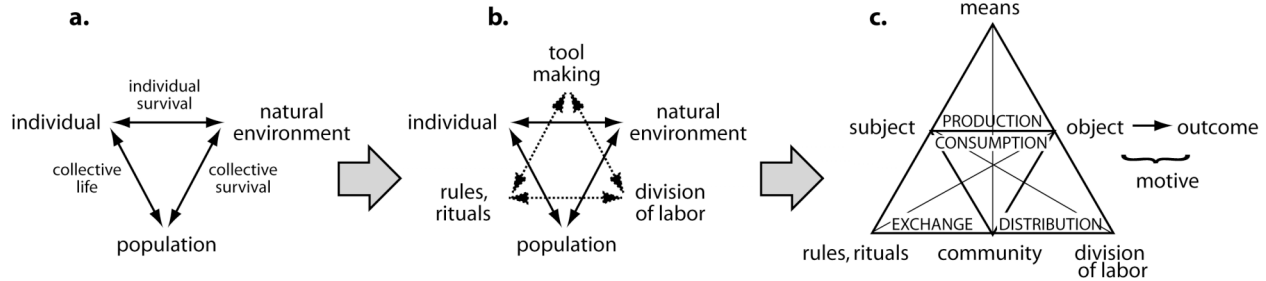 a.
individual
survival
individual
natural
environment
collective
life
collective
survival
population
b.
tool
making
individual
natural
environment
rules,
rituals
division
of labor
population
c.
means
subject
PRODUCTION
CONSUMPTION
object
outcome
motive
EXCHANGE
DISTRIBUTION
rules, rituals
community
division
of labor